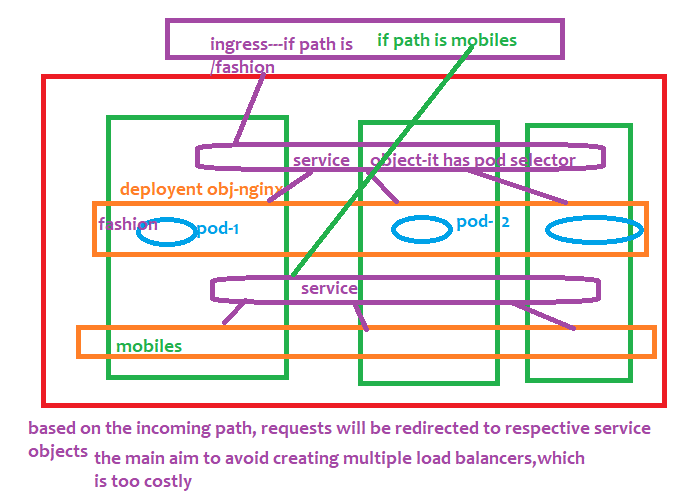 ingress---if path is
/fashion
if path is mobiles
service
object-it has pod selector
deployent obj-nginx
fashion
pod-1
pod- 2
service
mobiles
based on the incoming path, requests will be redirected to respective service
objects
the main aim to avoid creating multiple load balancers,which
is too costly